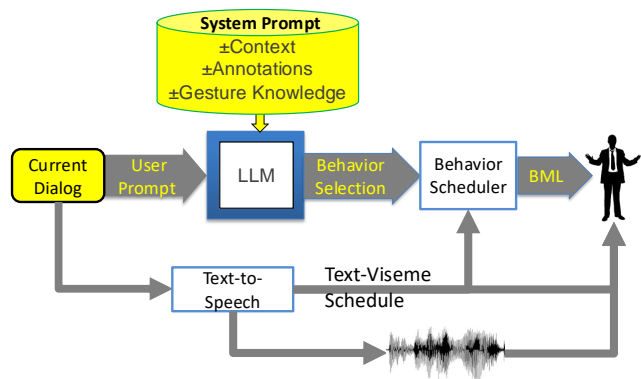 System Prompt
±Context
±Annotations
±Gesture Knowledge
Current
Dialog
User
Prompt
LLM
Behavior
Selection
Behavior
Scheduler
BML
Text-to-
Speech
Text-Viseme
Schedule